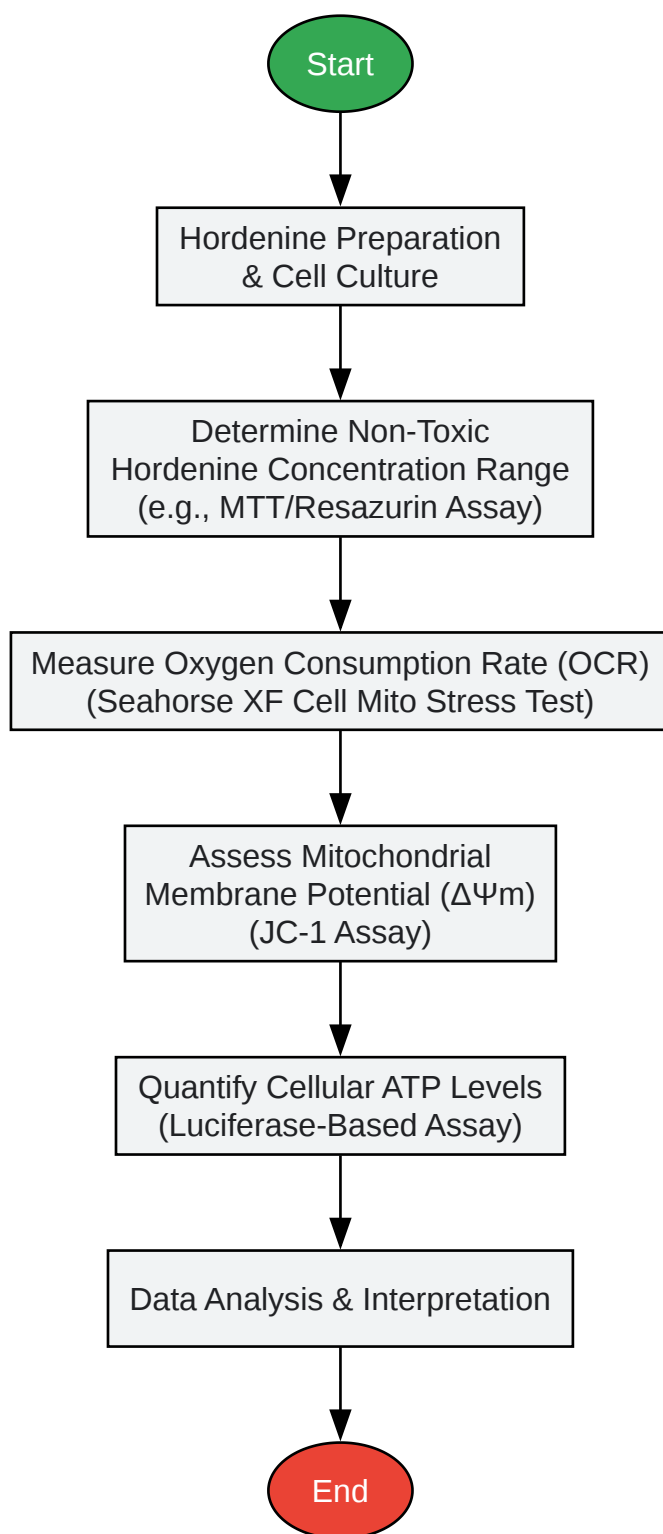 Start
Hordenine Preparation
& Cell Culture
Determine Non-Toxic
Hordenine Concentration Range
(e.g., MTT/Resazurin Assay)
Measure Oxygen Consumption Rate (OCR)
(Seahorse XF Cell Mito Stress Test)
Assess Mitochondrial
Membrane Potential (ΔΨm)
(JC-1 Assay)
Quantify Cellular ATP Levels
(Luciferase-Based Assay)
Data Analysis & Interpretation
End